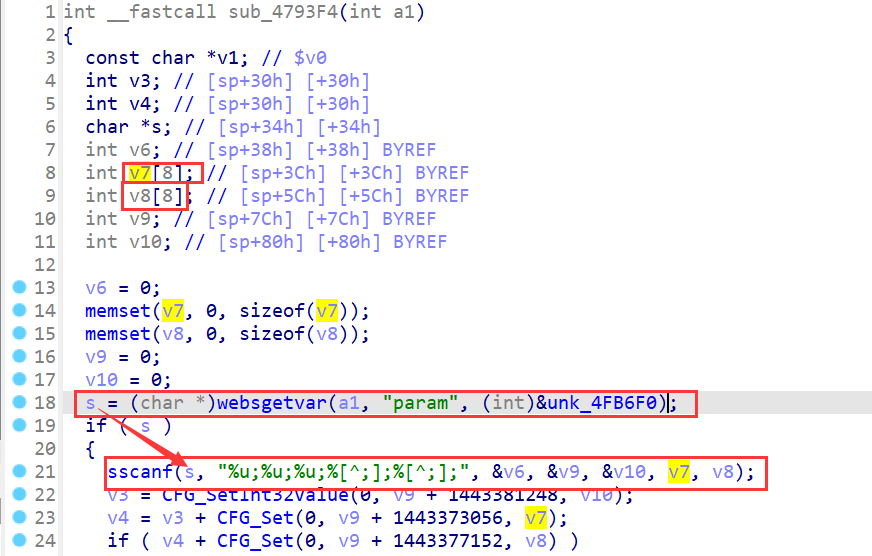 1 int __fastcall sub_4793F4(int a1)
2 {
3 const char *v1; // $v0
4 int v3; // [sp+30h] [+30h]
5 int v4; // [sp+30h] [+30h]
6 char *s; // [sp+34h] [+34h]
7 int v6; // [sp+38h] [+38h] BYREF
8 int v7[8]; // [sp+3Ch] [+3Ch] BYREF
9 int v8[8]; // [sp+5Ch] [+5Ch] BYREF
10 int v9; // [sp+7Ch] [+7Ch] BYREF
11 int v10; // [sp+80h] [+80h] BYREF
12
13 v6 = 0;
14 memset(v7, 0, sizeof(v7));
15 memset(v8, 0, sizeof(v8));
16 v9 = 0;
17 v10 = 0;
18 s = (char *)websgetvar(a1, "param", (int)&unk_4FB6F0);
19 if ( s )
20 {
21 sscanf(s, "%u;%u;%u;%[^;];%[^;];", &v6, &v9, &v10, v7, v8);
22 v3 = CFG_SetInt32Value(0, v9 + 1443381248, v10);
23 v4 = v3 + CFG_Set(0, v9 + 1443373056, v7);
24 if ( v4 + CFG_Set(0, v9 + 1443377152, v8) )